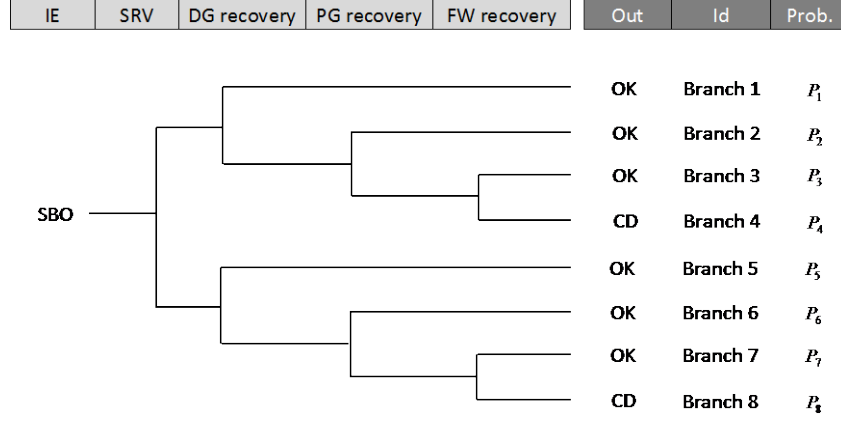 IE SRV DG recovery PG recovery FW recovery Out Id Prob.
OK Branch 1 P1
OK Branch 2 P2
OK Branch 3 P3
SBO
CD Branch 4 P4
OK Branch 5 P5
OK Branch 6 P6
OK Branch 7 P7
CD Branch 8 P8